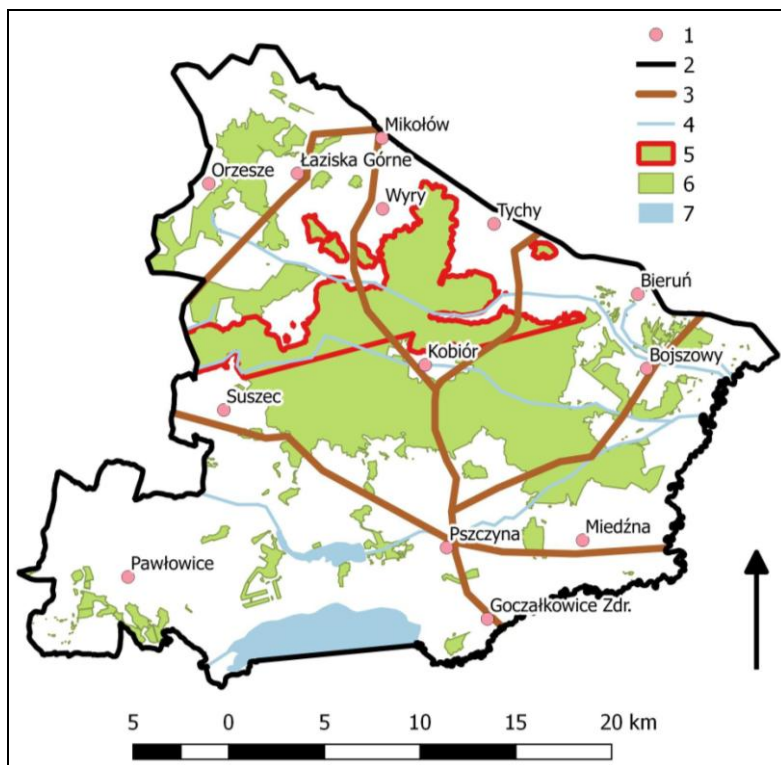 1
2
3
4
5
6
7
Mikołów
Łaziska Górne
Orzesze
Wyry
Tychy
Bieruń
Kobiór
Bojszowy
Suszec
Pszczyna
Miedźna
Pawłowice
Goczałkowice Zdr.
5 0 5 10 15 20 km